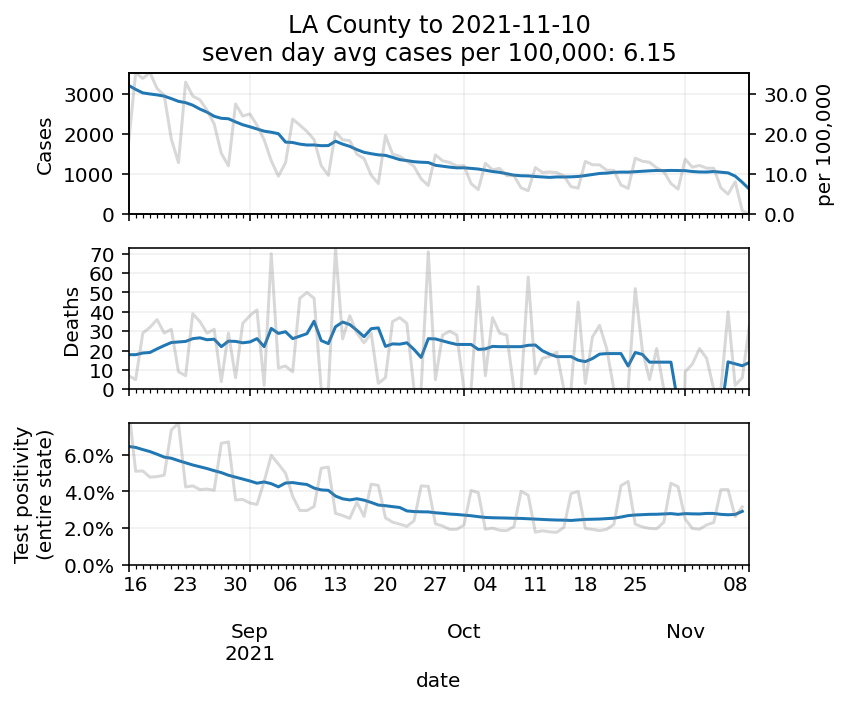 LA County to 2021-11-10
seven day avg cases per 100,000: 6.15
Cases
3000
2000
1000
0
30.0
20.0
10.0
0.0
per 100,000
Deaths
70
60
50
40
30
20
10
0
Test positivity
(entire state)
6.0%
4.0%
2.0%
0.0%
16 23 30 06 13 20 27 04 11 18 25 08
Sep Oct Nov
2021
date